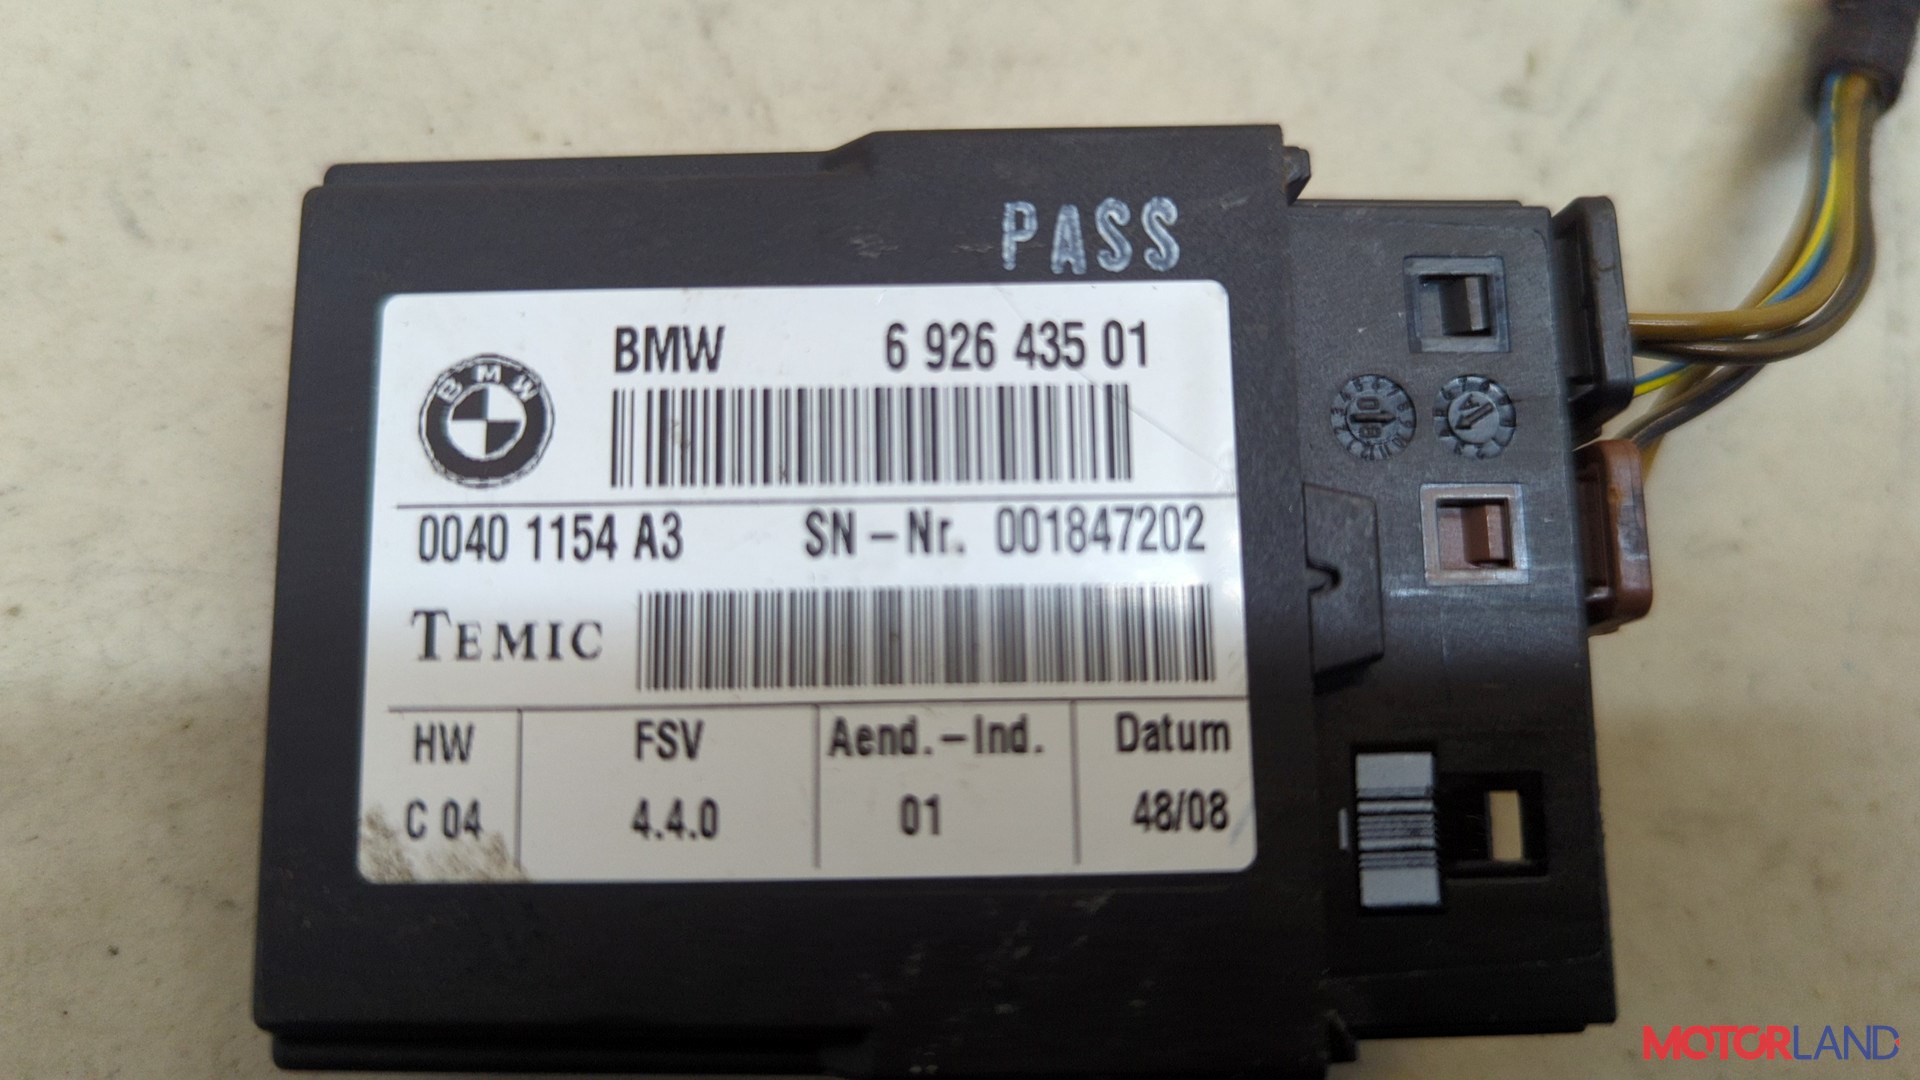 PASS
BMW 6 926 435 01
BMW
0040 1154 A3 SN-Nr. 001847202
TEMIC
HW FSV Aend.-Ind. Datum
C 04 4.4.0 01 48/08
MOTORLAND